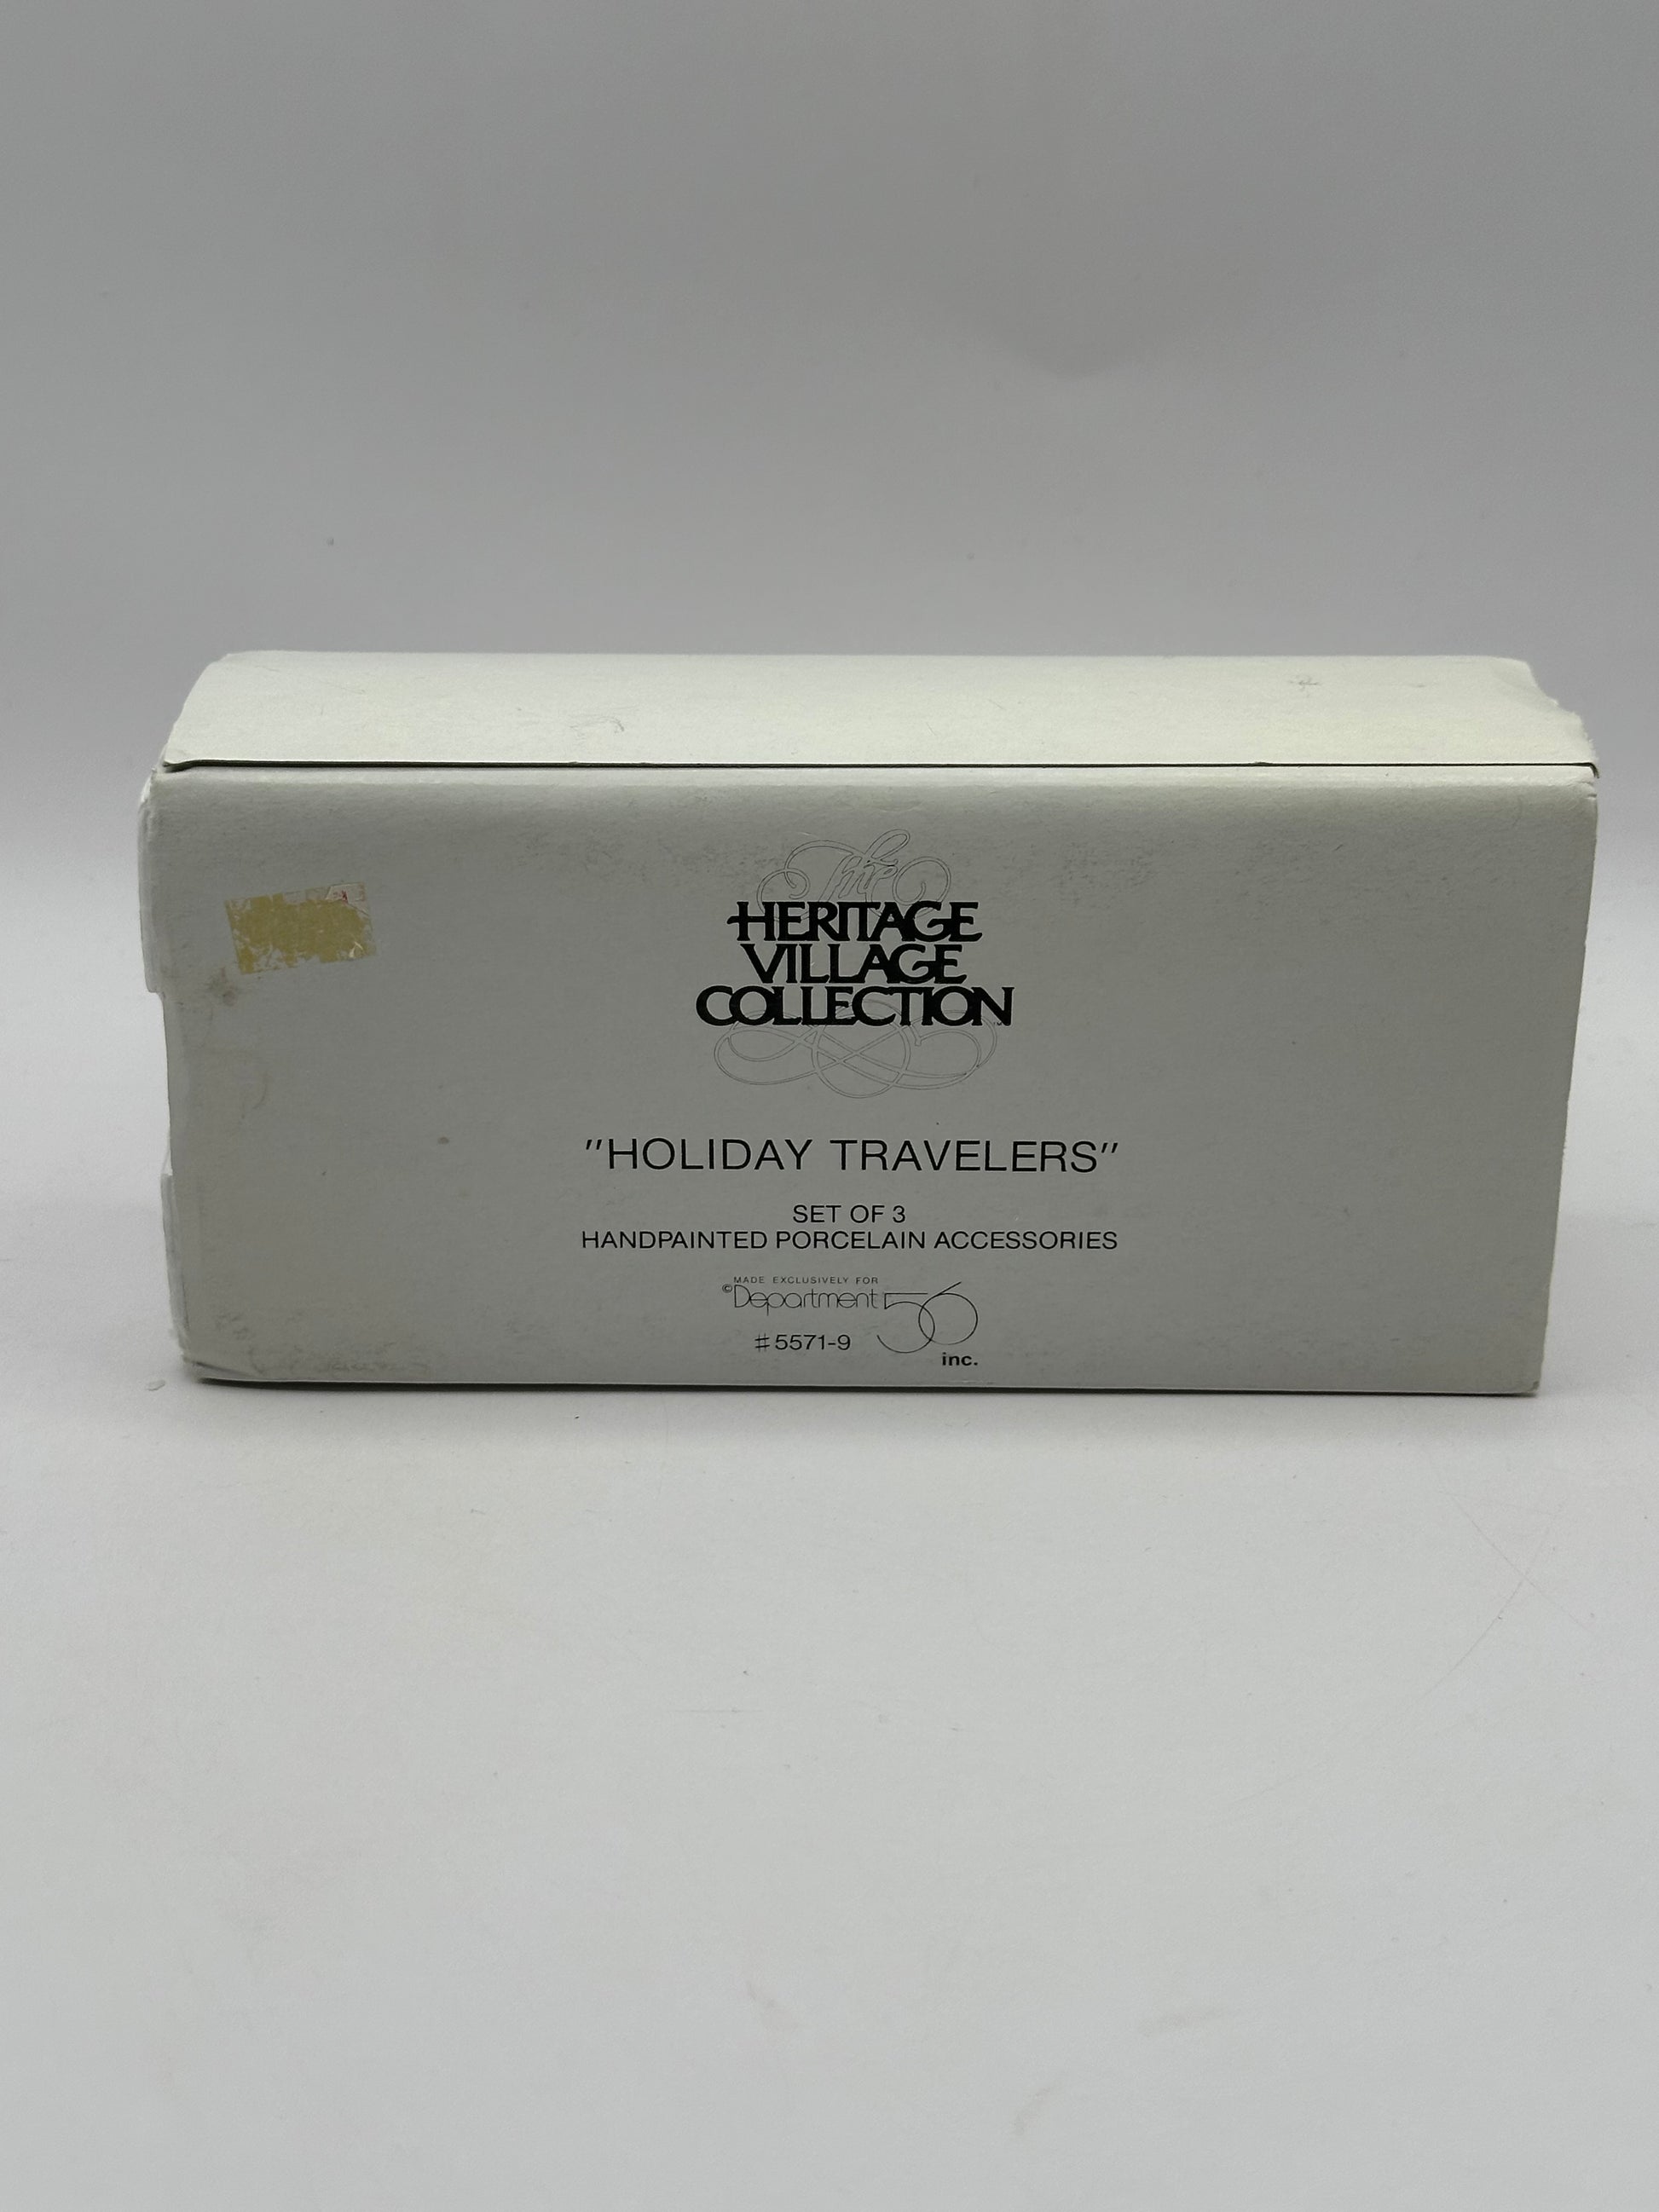 The
HERITAGE
VILLAGE
COLLECTION
"HOLIDAY TRAVELERS"
SET OF 3
HANDPAINTED PORCELAIN ACCESSORIES
MADE EXCLUSIVELY FOR
©Department 56
#5571-9
inc.